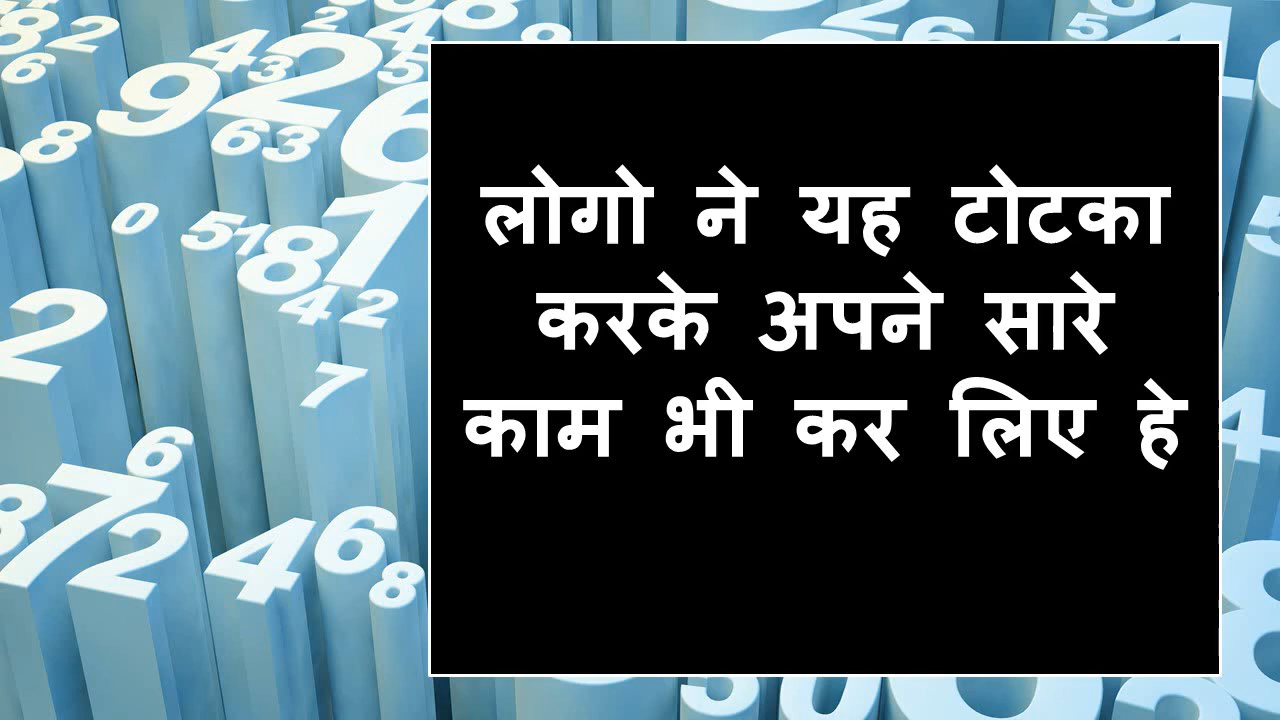 लोगो ने यह टोटका
करके अपने सारे
काम भी कर लिए हे